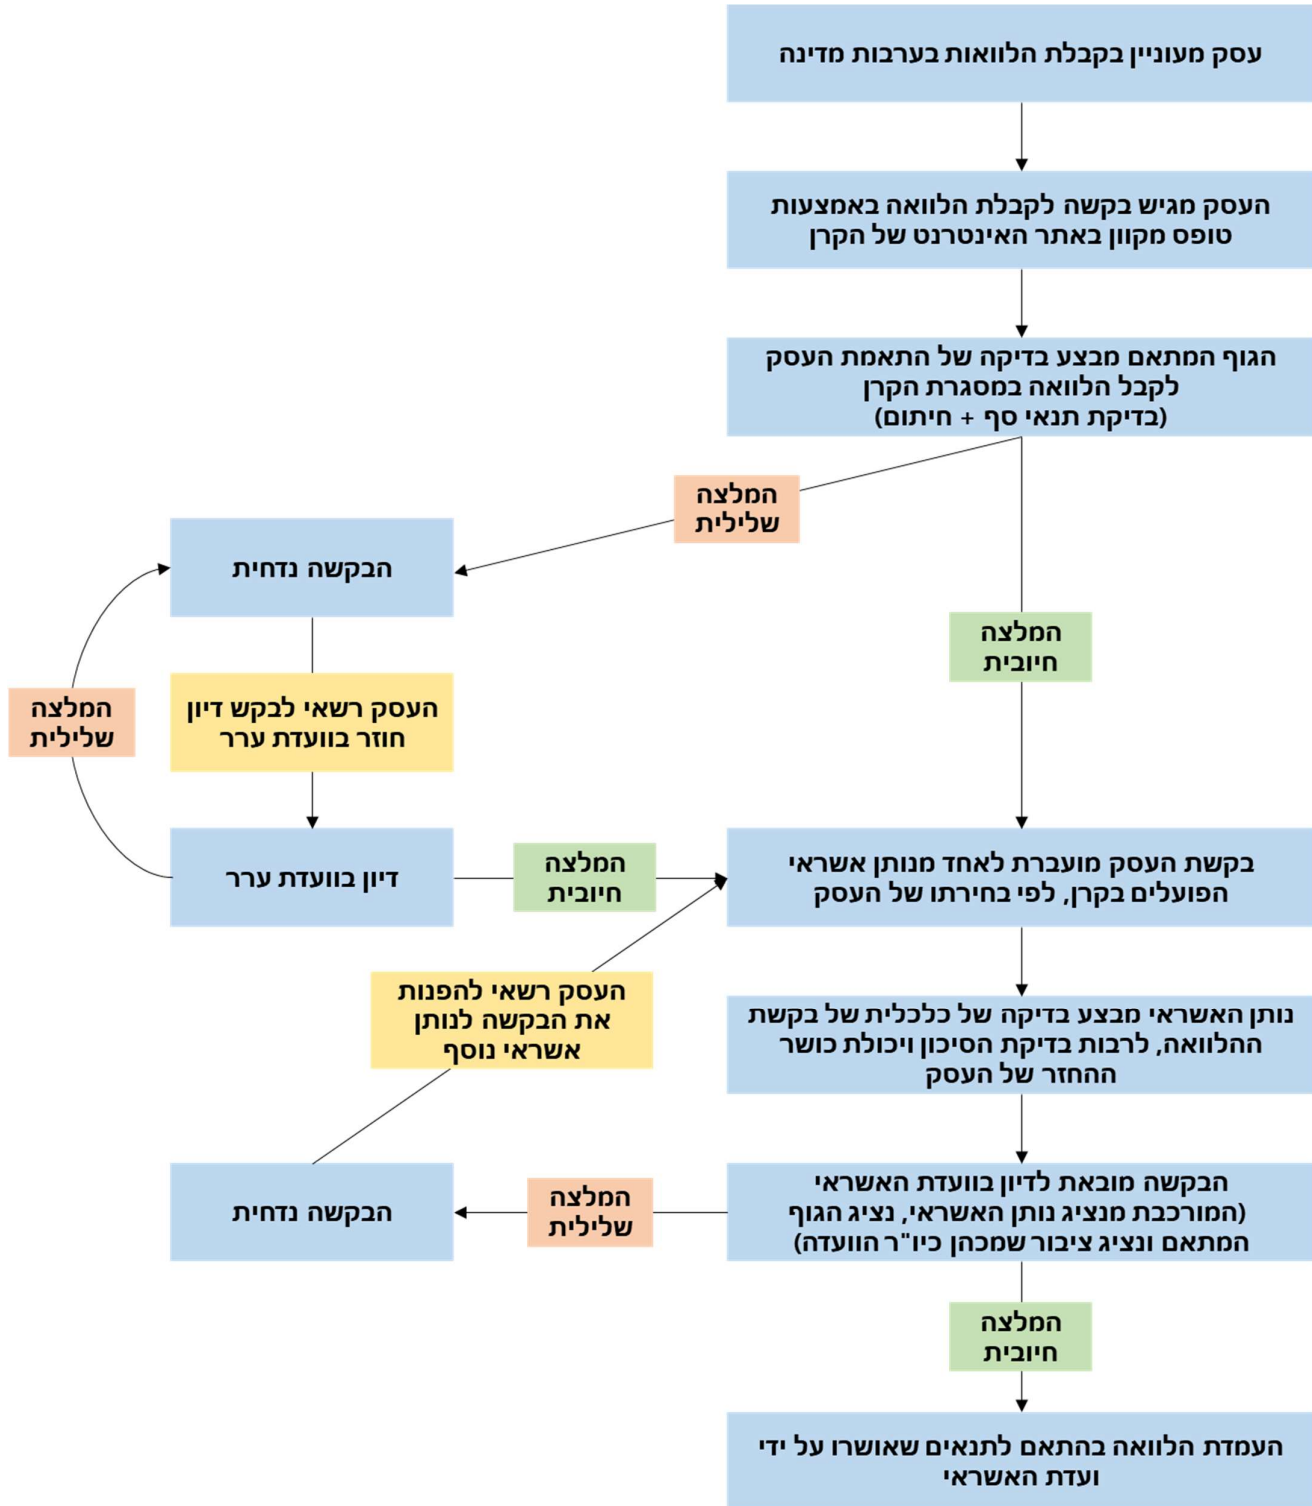 עסק מעוניין בקבלת הלוואות בערבות מדינה
העסק מגיש בקשה לקבלת הלוואה באמצעות
טופס מקוון באתר האינטרנט של הקרן
הגוף המתאם מבצע בדיקה של התאמת העסק
לקבל הלוואה במסגרת הקרן
(בדיקת תנאי סף + חיתום)
המלצה
שלילית
הבקשה נדחית
המלצה
חיובית
העסק רשאי לבקש דיון
חוזר בוועדת ערר
המלצה
שלילית
דיון בוועדת ערר
המלצה
חיובית
בקשת העסק מועברת לאחד מנותן אשראי
הפועלים בקרן, לפי בחירתו של העסק
העסק רשאי להפנות
את הבקשה לנותן
אשראי נוסף
נותן האשראי מבצע בדיקה של כלכלית של בקשת
ההלוואה, לרבות בדיקת הסיכון ויכולת כושר
ההחזר של העסק
הבקשה מובאת לדיון בוועדת האשראי
(המורכבת מנציג נותן האשראי, נציג הגוף
המתאם ונציג ציבור שמכהן כיו"ר הוועדה)
המלצה
שלילית
הבקשה נדחית
המלצה
חיובית
העמדת הלוואה בהתאם לתנאים שאושרו על ידי
ועדת האשראי